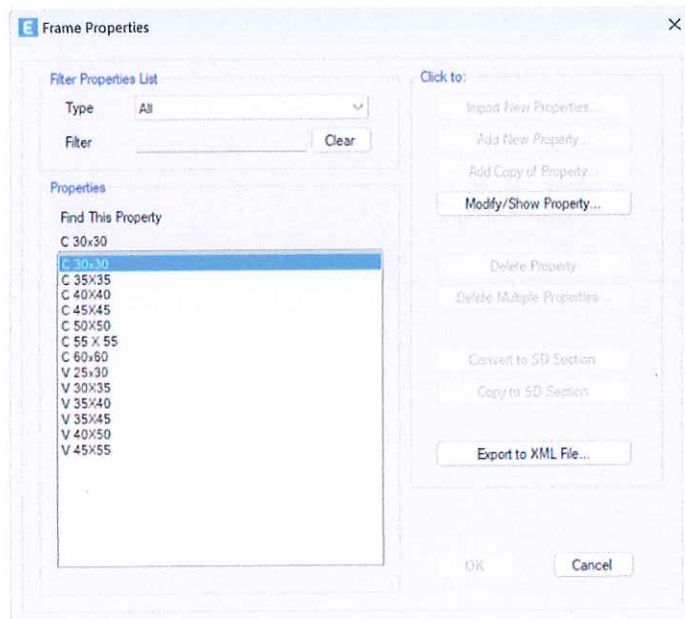 E Frame Properties
Filter Properties List
Type All
Filter Clear
Properties
Find This Property
C 30x30
C 30x30
C 35X35
C 40X40
C 45X45
C 50X50
C 55 X 55
C 60x60
V 25x30
V 30X35
V 35X40
V 35X45
V 40X50
V 45X55
Click to:
Import New Properties...
Add New Property...
Add Copy of Property...
Modify/Show Property...
Delete Property
Delete Multiple Properties...
Convert to SD Section
Copy to SD Section
Export to XML File...
OK Cancel